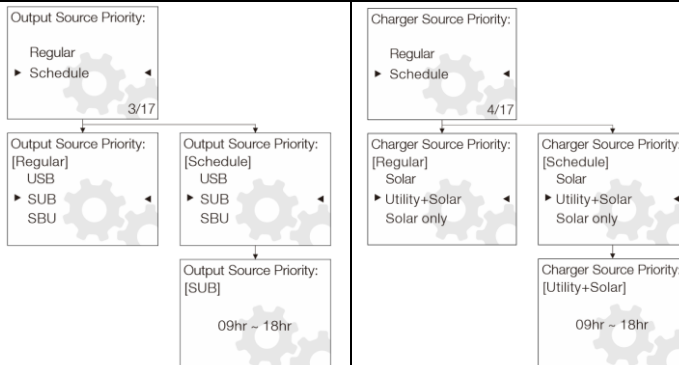 Output Source Priority:
Regular
► Schedule ◄
3/17
Output Source Priority:
[Regular]
USB
► SUB ◄
SBU
Output Source Priority:
[Schedule]
USB
► SUB ◄
SBU
Output Source Priority:
[SUB]
09hr ~ 18hr
Charger Source Priority:
Regular
► Schedule ◄
4/17
Charger Source Priority:
[Regular]
Solar
► Utility+Solar ◄
Solar only
Charger Source Priority:
[Schedule]
Solar
► Utility+Solar ◄
Solar only
Charger Source Priority:
[Utility+Solar]
09hr ~ 18hr